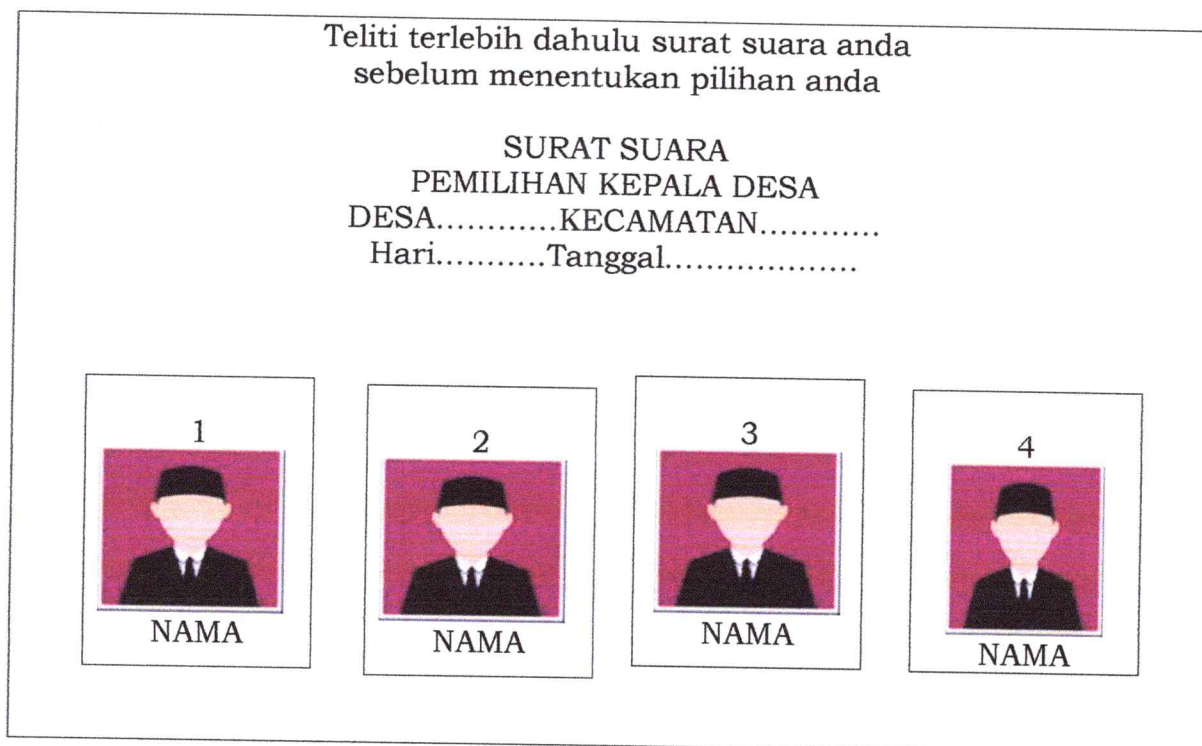 Teliti terlebih dahulu surat suara anda
sebelum menentukan pilihan anda
SURAT SUARA
PEMILIHAN KEPALA DESA
DESA............KECAMATAN............
Hari...........Tanggal...................
1
2
3
4
NAMA
NAMA
NAMA
NAMA